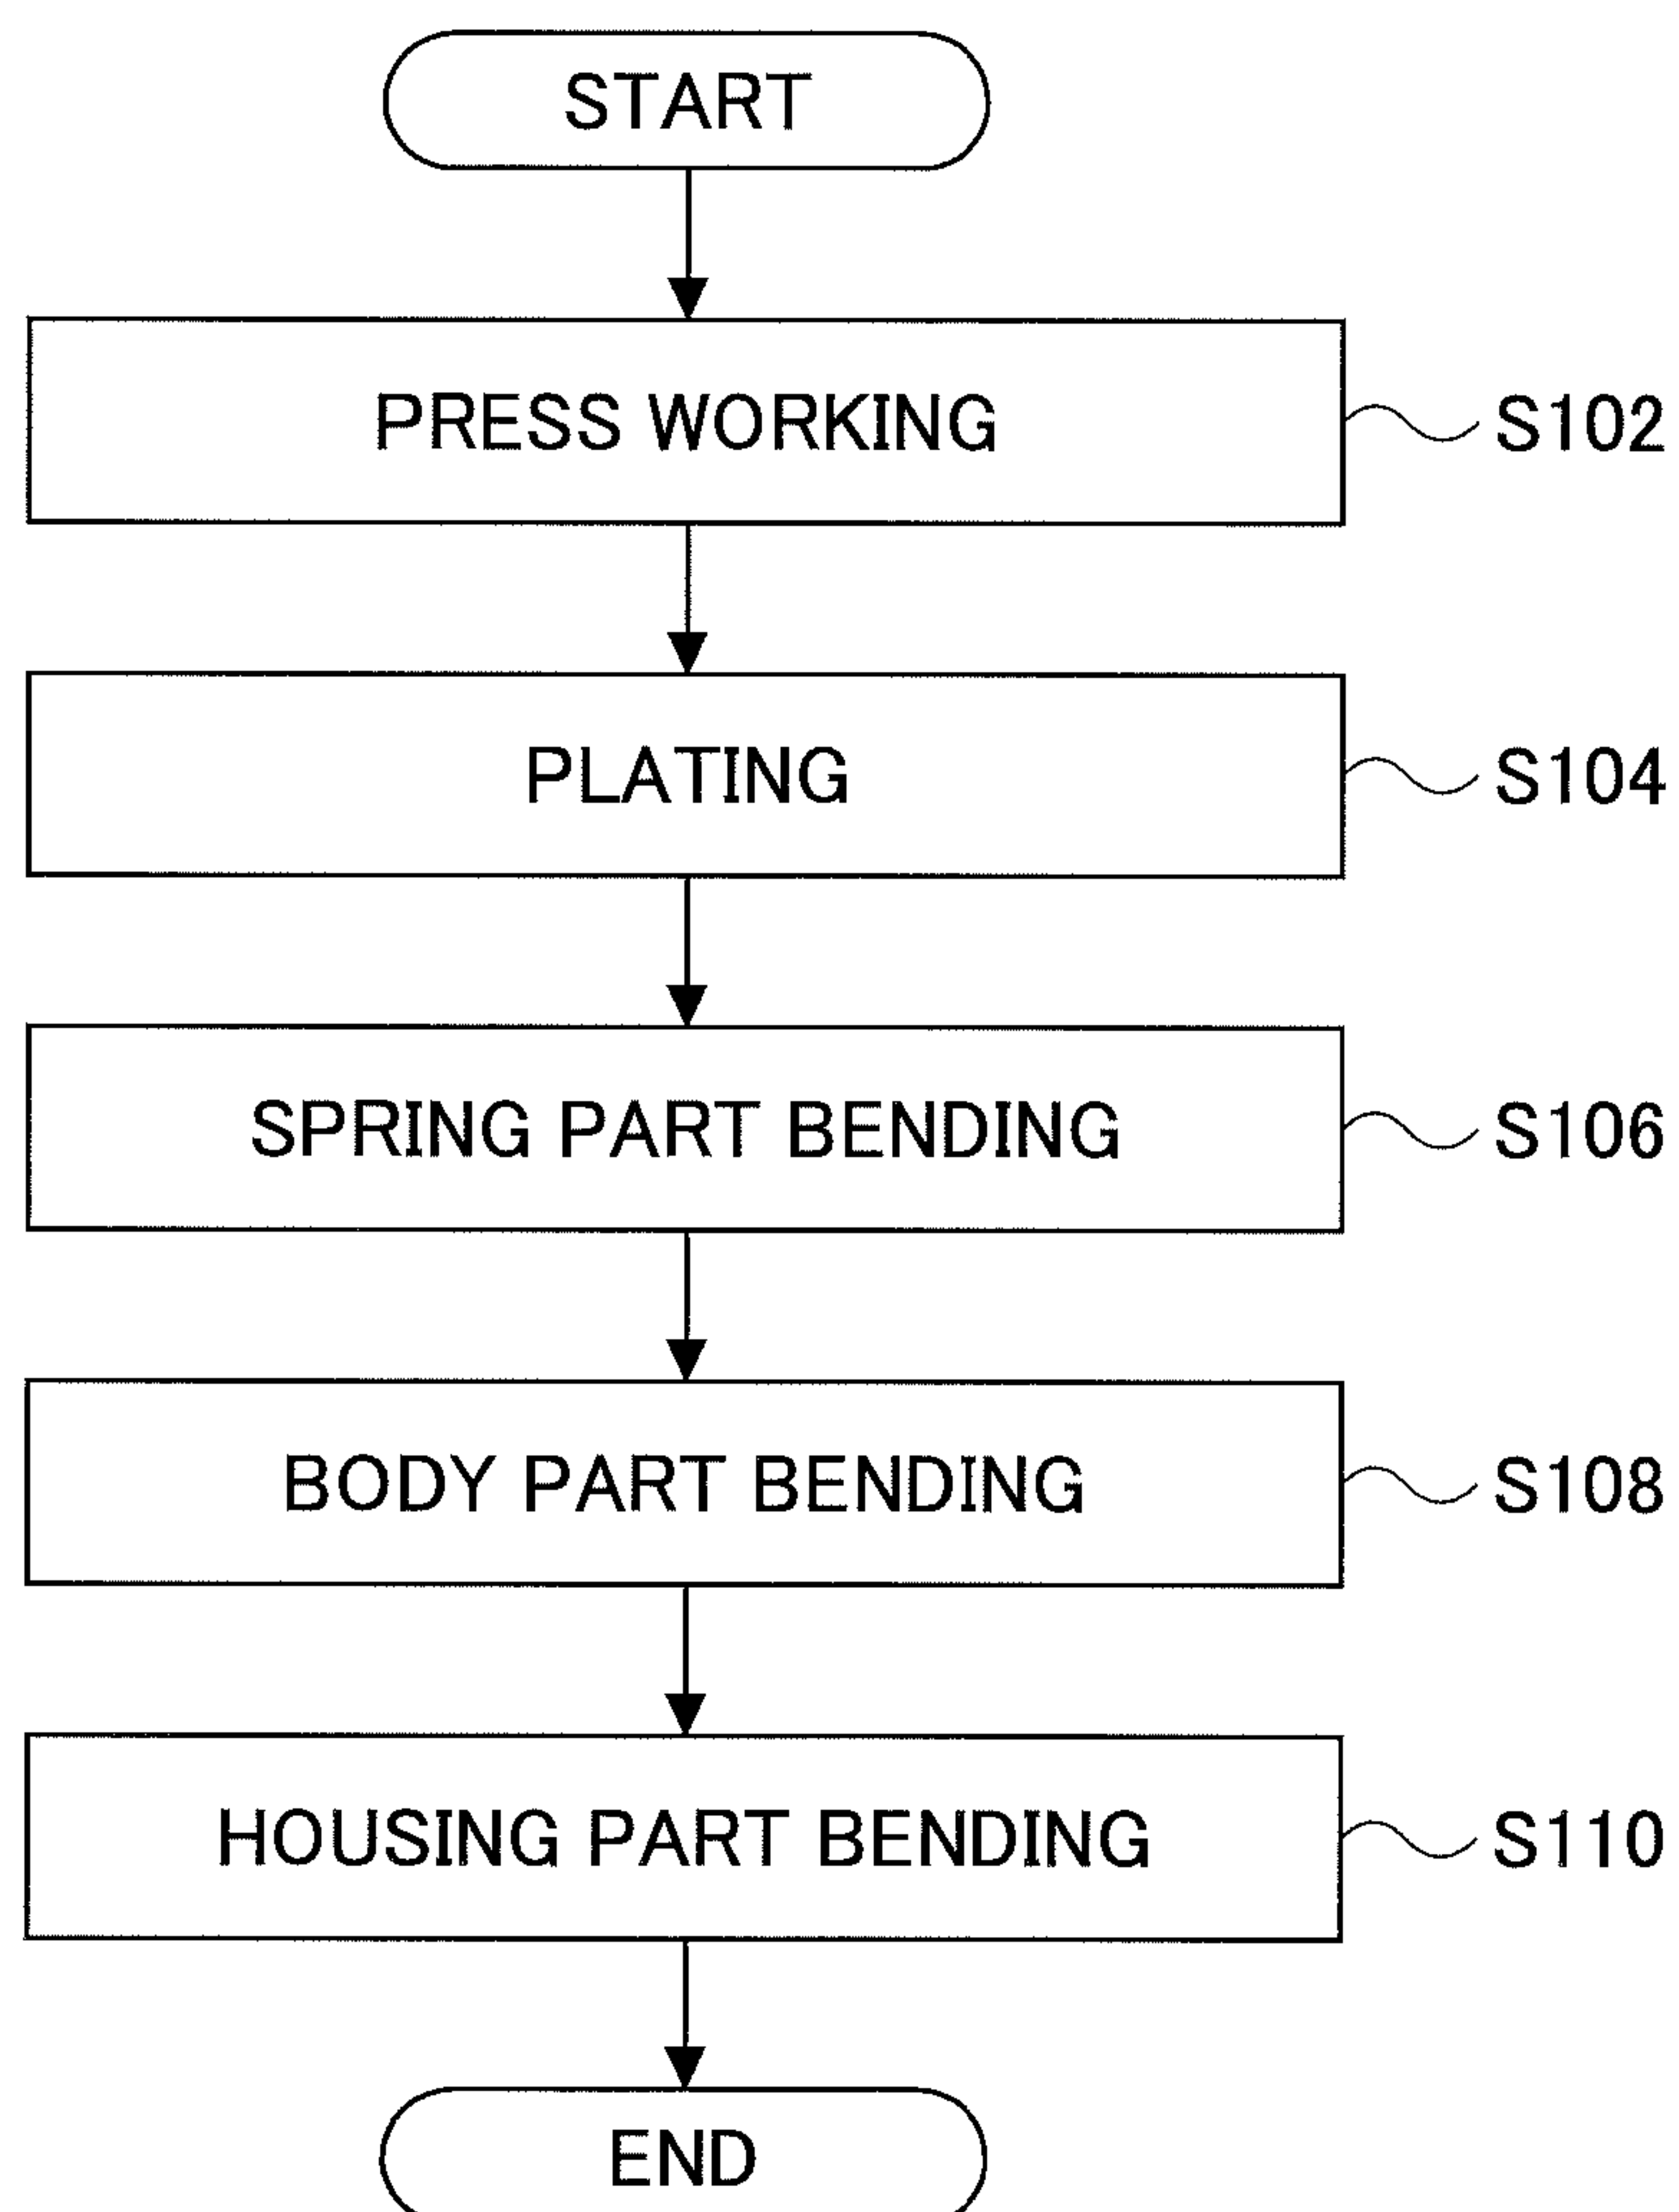 START
PRESS WORKING
S102
PLATING
S104
SPRING PART BENDING
S106
BODY PART BENDING
S108
HOUSING PART BENDING
S110
END